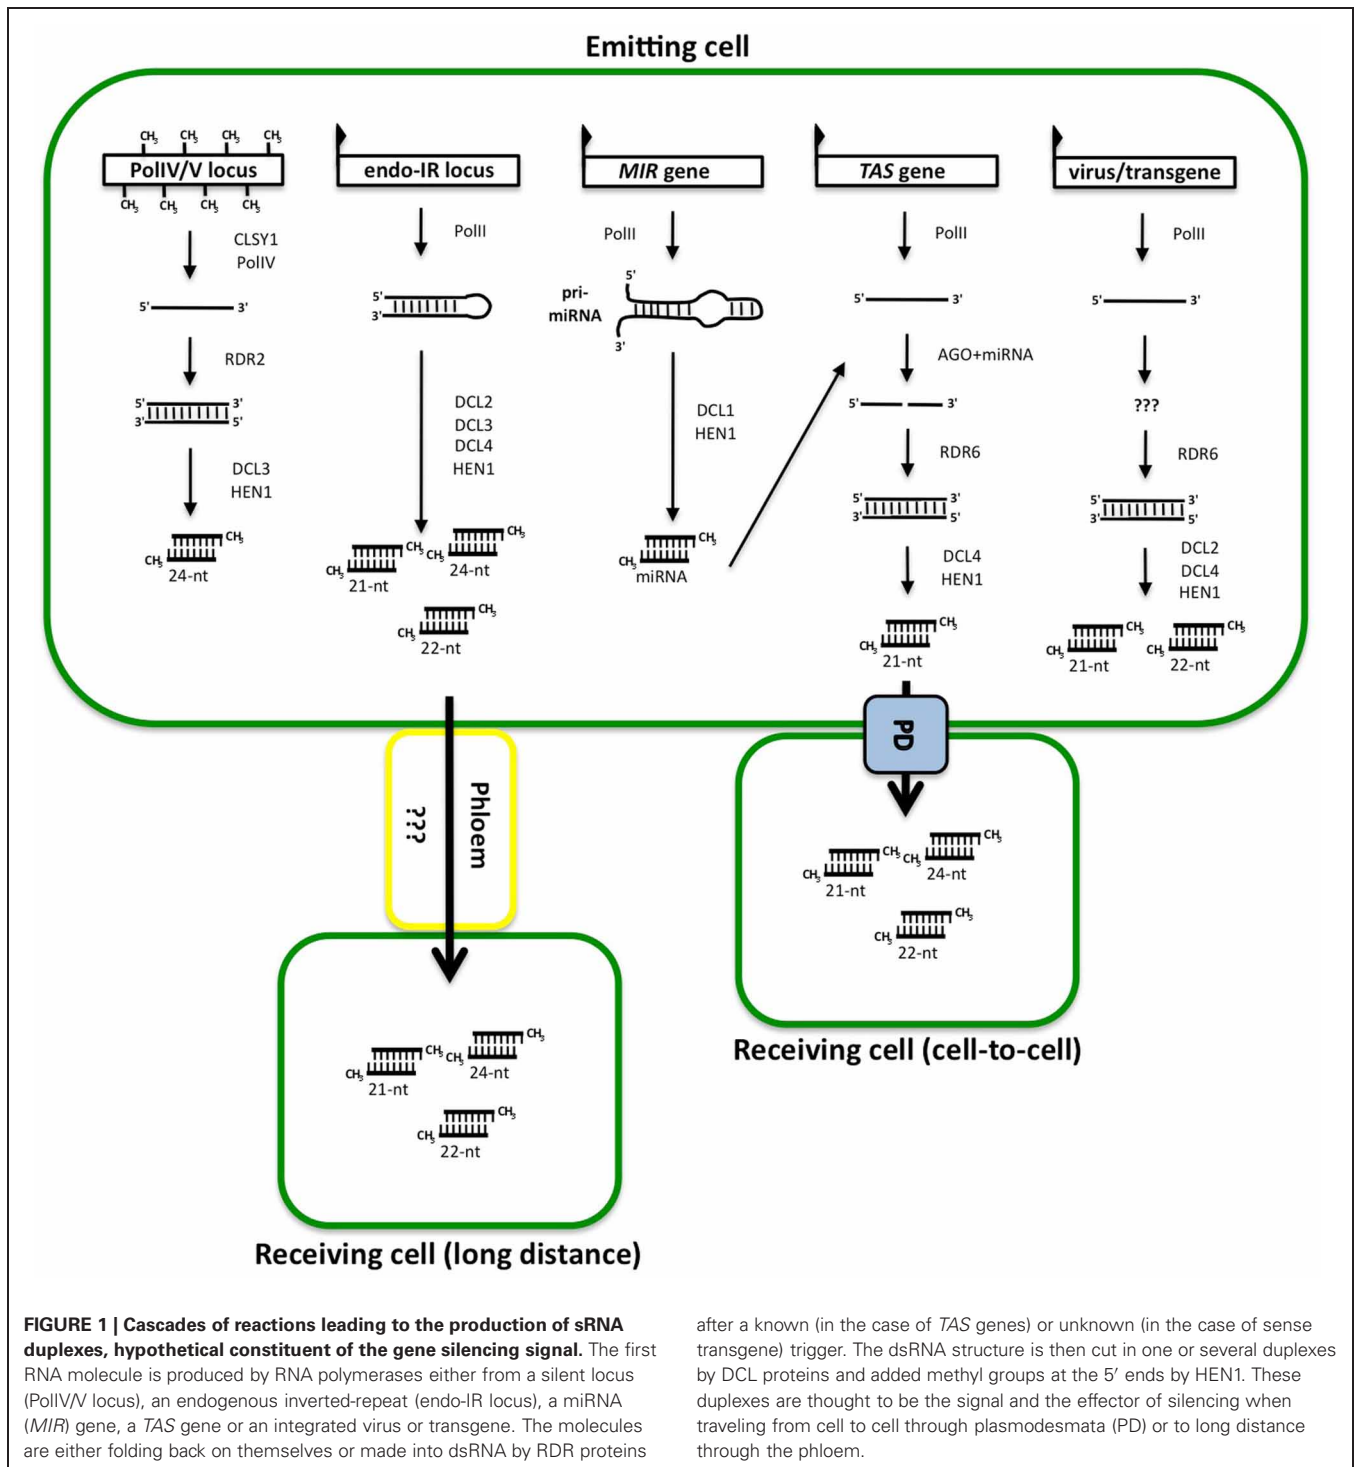 Emitting cell
CH3 CH3 CH3 CH3
PolIV/V locus
CH3 CH3 CH3 CH3
CLSY1
PolIV
5' 3'
RDR2
5' 3'
3' 5'
DCL3
HEN1
CH3
CH3
24-nt
endo-IR locus
PolII
5'
3'
DCL2
DCL3
DCL4
HEN1
CH3
CH3
21-nt
CH3
CH3
24-nt
CH3
CH3
22-nt
MIR gene
PolII
5'
pri-
miRNA
3'
DCL1
HEN1
CH3
CH3
miRNA
TAS gene
PolII
5' 3'
AGO+miRNA
5' 3'
RDR6
5' 3'
3' 5'
DCL4
HEN1
CH3
CH3
21-nt
virus/transgene
PolII
5' 3'
???
RDR6
5' 3'
3' 5'
DCL2
DCL4
HEN1
CH3
CH3
21-nt
CH3
CH3
22-nt
Phloem
???
PD
CH3
CH3
21-nt
CH3
CH3
24-nt
CH3
CH3
22-nt
Receiving cell (cell-to-cell)
CH3
CH3
21-nt
CH3
CH3
24-nt
CH3
CH3
22-nt
Receiving cell (long distance)
FIGURE 1 | Cascades of reactions leading to the production of sRNA
duplexes, hypothetical constituent of the gene silencing signal. The first
RNA molecule is produced by RNA polymerases either from a silent locus
(PolIV/V locus), an endogenous inverted-repeat (endo-IR locus), a miRNA
(MIR) gene, a TAS gene or an integrated virus or transgene. The molecules
are either folding back on themselves or made into dsRNA by RDR proteins
after a known (in the case of TAS genes) or unknown (in the case of sense
transgene) trigger. The dsRNA structure is then cut in one or several duplexes
by DCL proteins and added methyl groups at the 5′ ends by HEN1. These
duplexes are thought to be the signal and the effector of silencing when
traveling from cell to cell through plasmodesmata (PD) or to long distance
through the phloem.